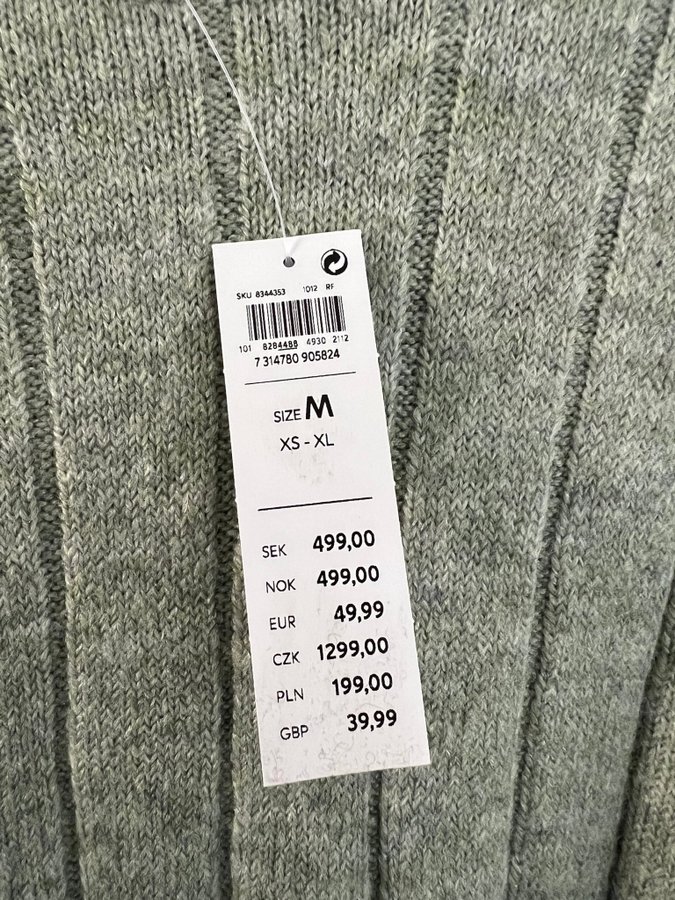 SKU 8344353 1012 RF
101 8284488 4930 2112
7 314780 905824
SIZE M
XS - XL
SEK 499,00
NOK 499,00
EUR 49,99
CZK 1299,00
PLN 199,00
GBP 39,99